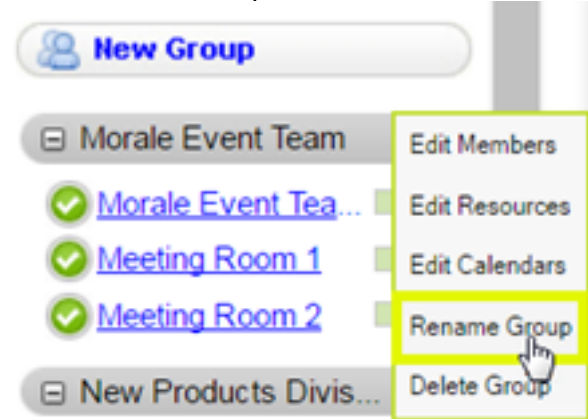 New Group
Morale Event Team
Edit Members
Morale Event Tea...
Edit Resources
Meeting Room 1
Edit Calendars
Meeting Room 2
Rename Group
New Products Divis...
Delete Group